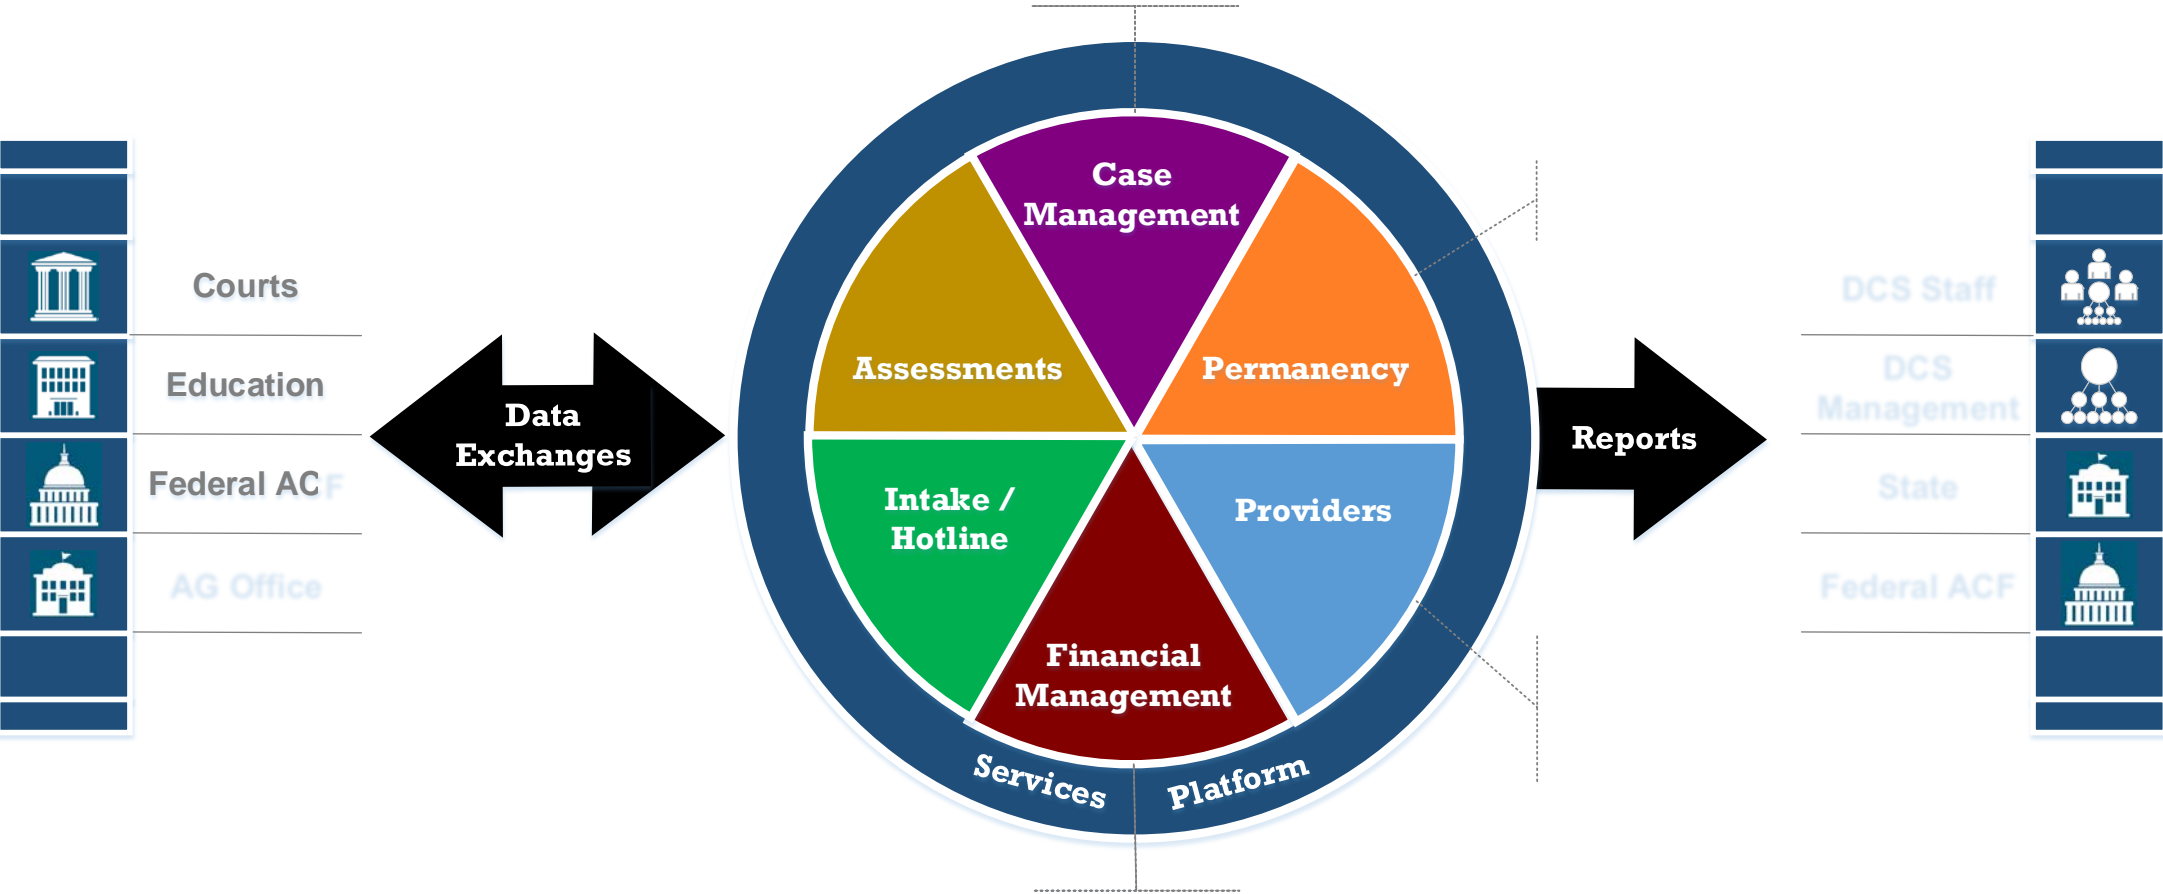 Courts
Education
Federal ACF
AG Office
Data
Exchanges
Case
Management
Assessments
Permanency
Intake /
Hotline
Providers
Financial
Management
Services Platform
Reports
DCS Staff
DCS
Management
State
Federal ACF